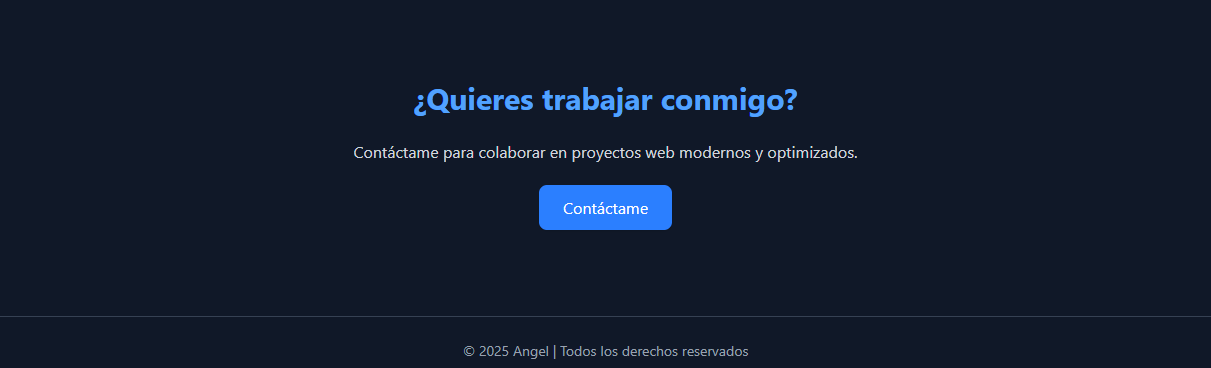 ¿Quieres trabajar conmigo?
Contáctame para colaborar en proyectos web modernos y optimizados.
Contáctame
© 2025 Angel | Todos los derechos reservados